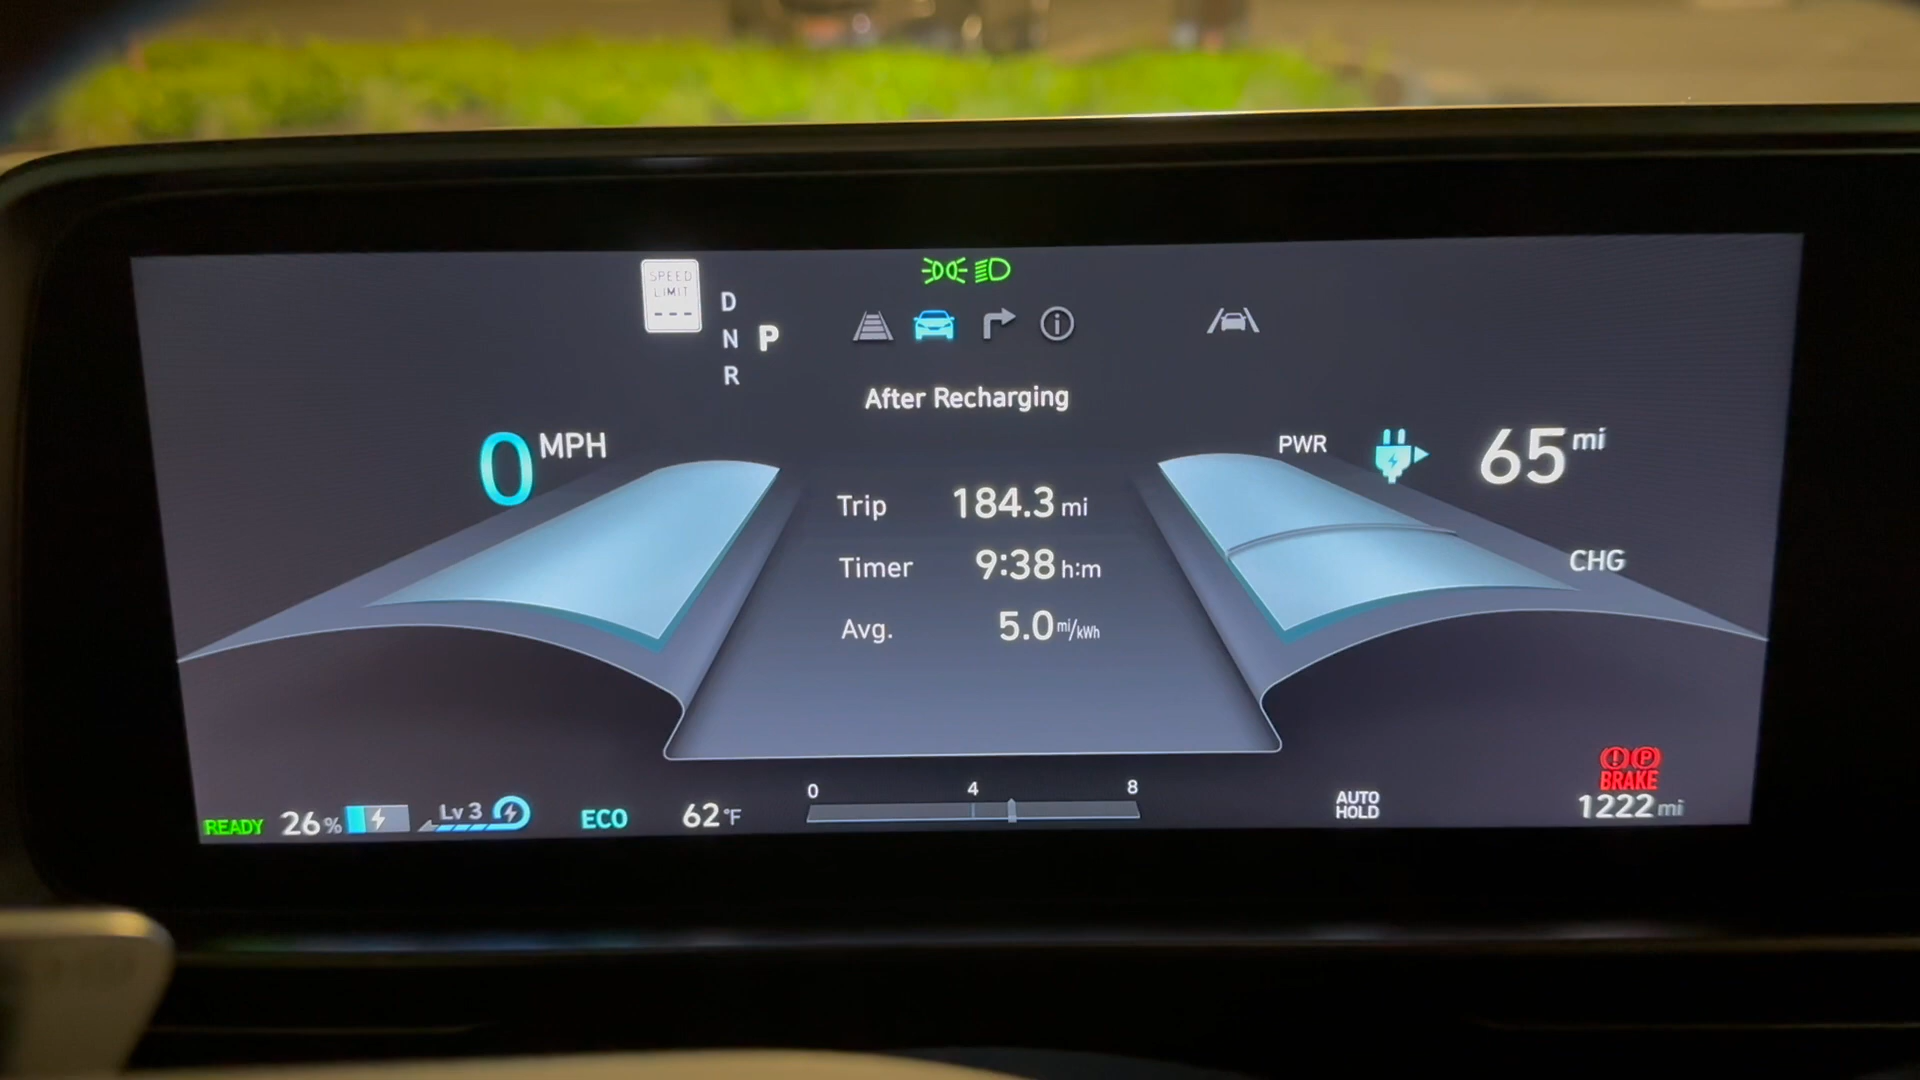 SPEED
LIMIT
---
D
N P
R
After Recharging
0 MPH
PWR
65 mi
Trip 184.3 mi
Timer 9:38 h:m
CHG
Avg. 5.0 mi/kWh
0 4 8
READY 26% Lv 3 ECO 62°F
AUTO
HOLD
BRAKE
1222 mi